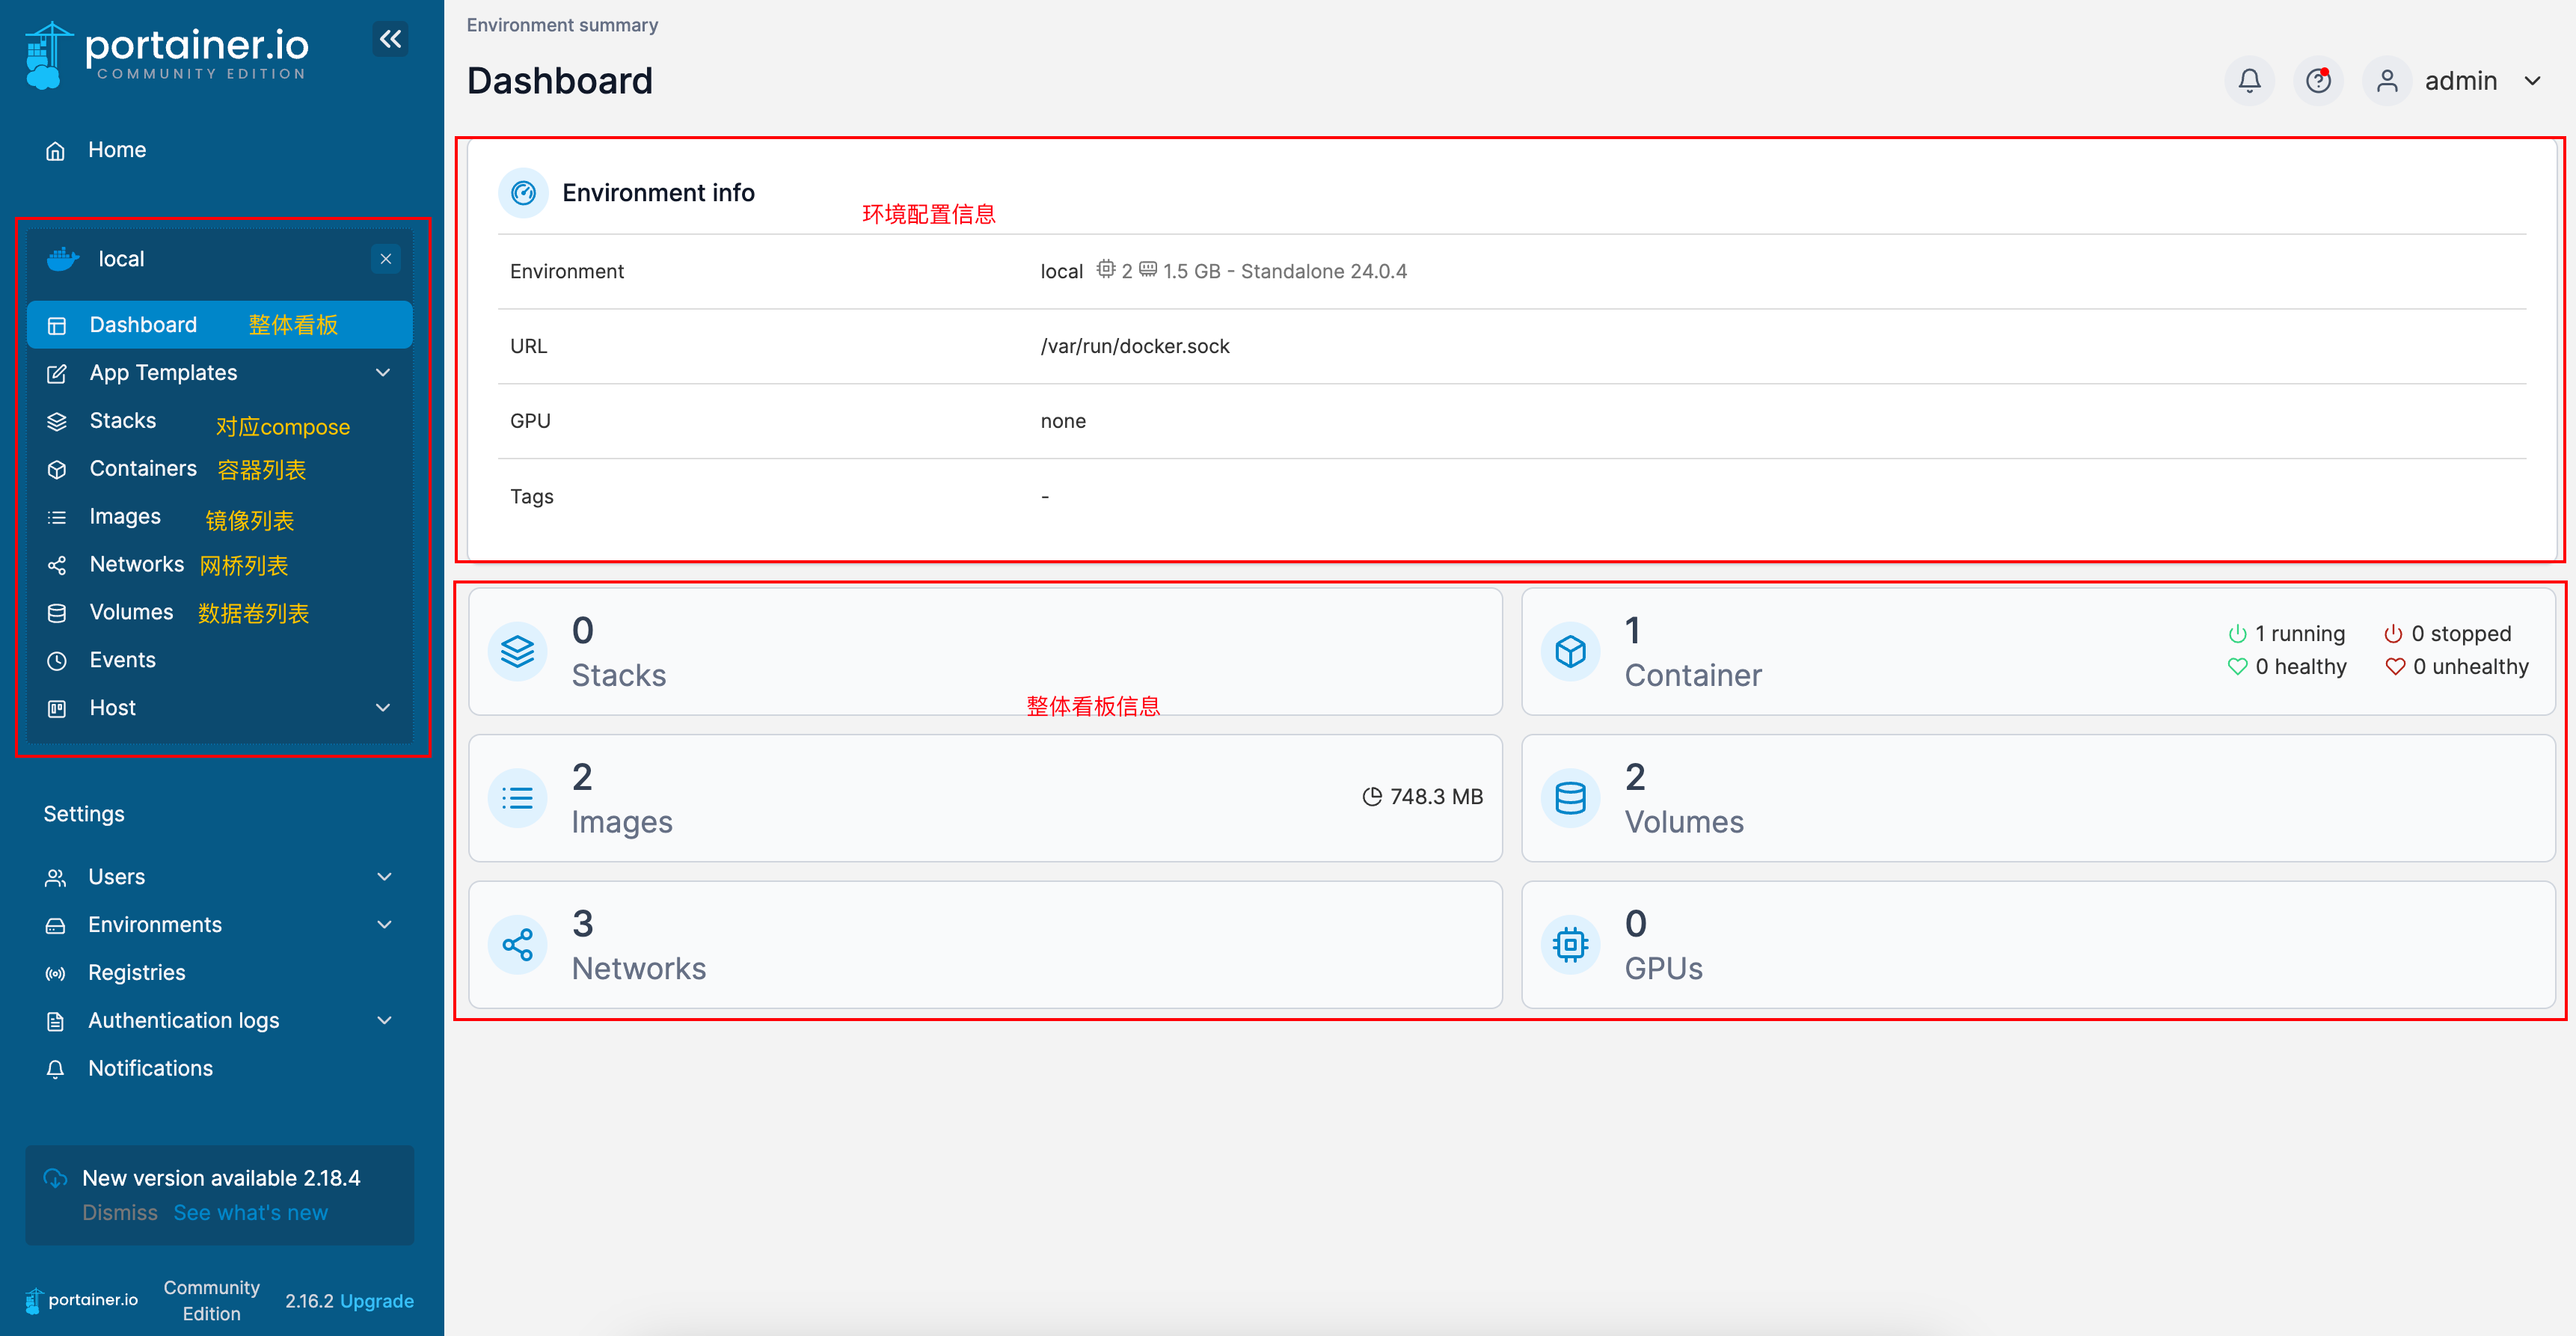 portainer.io
COMMUNITY EDITION
Home
local
Dashboard 整体看板
App Templates
Stacks 对应compose
Containers 容器列表
Images 镜像列表
Networks 网桥列表
Volumes 数据卷列表
Events
Host
Settings
Users
Environments
Registries
Authentication logs
Notifications
New version available 2.18.4
Dismiss See what's new
portainer.io Community Edition 2.16.2 Upgrade
Environment summary
Dashboard
admin
Environment info
环境配置信息
Environment local 2 1.5 GB - Standalone 24.0.4
URL /var/run/docker.sock
GPU none
Tags -
0
Stacks
整体看板信息
1
Container
1 running 0 stopped
0 healthy 0 unhealthy
2
Images
748.3 MB
2
Volumes
3
Networks
0
GPUs